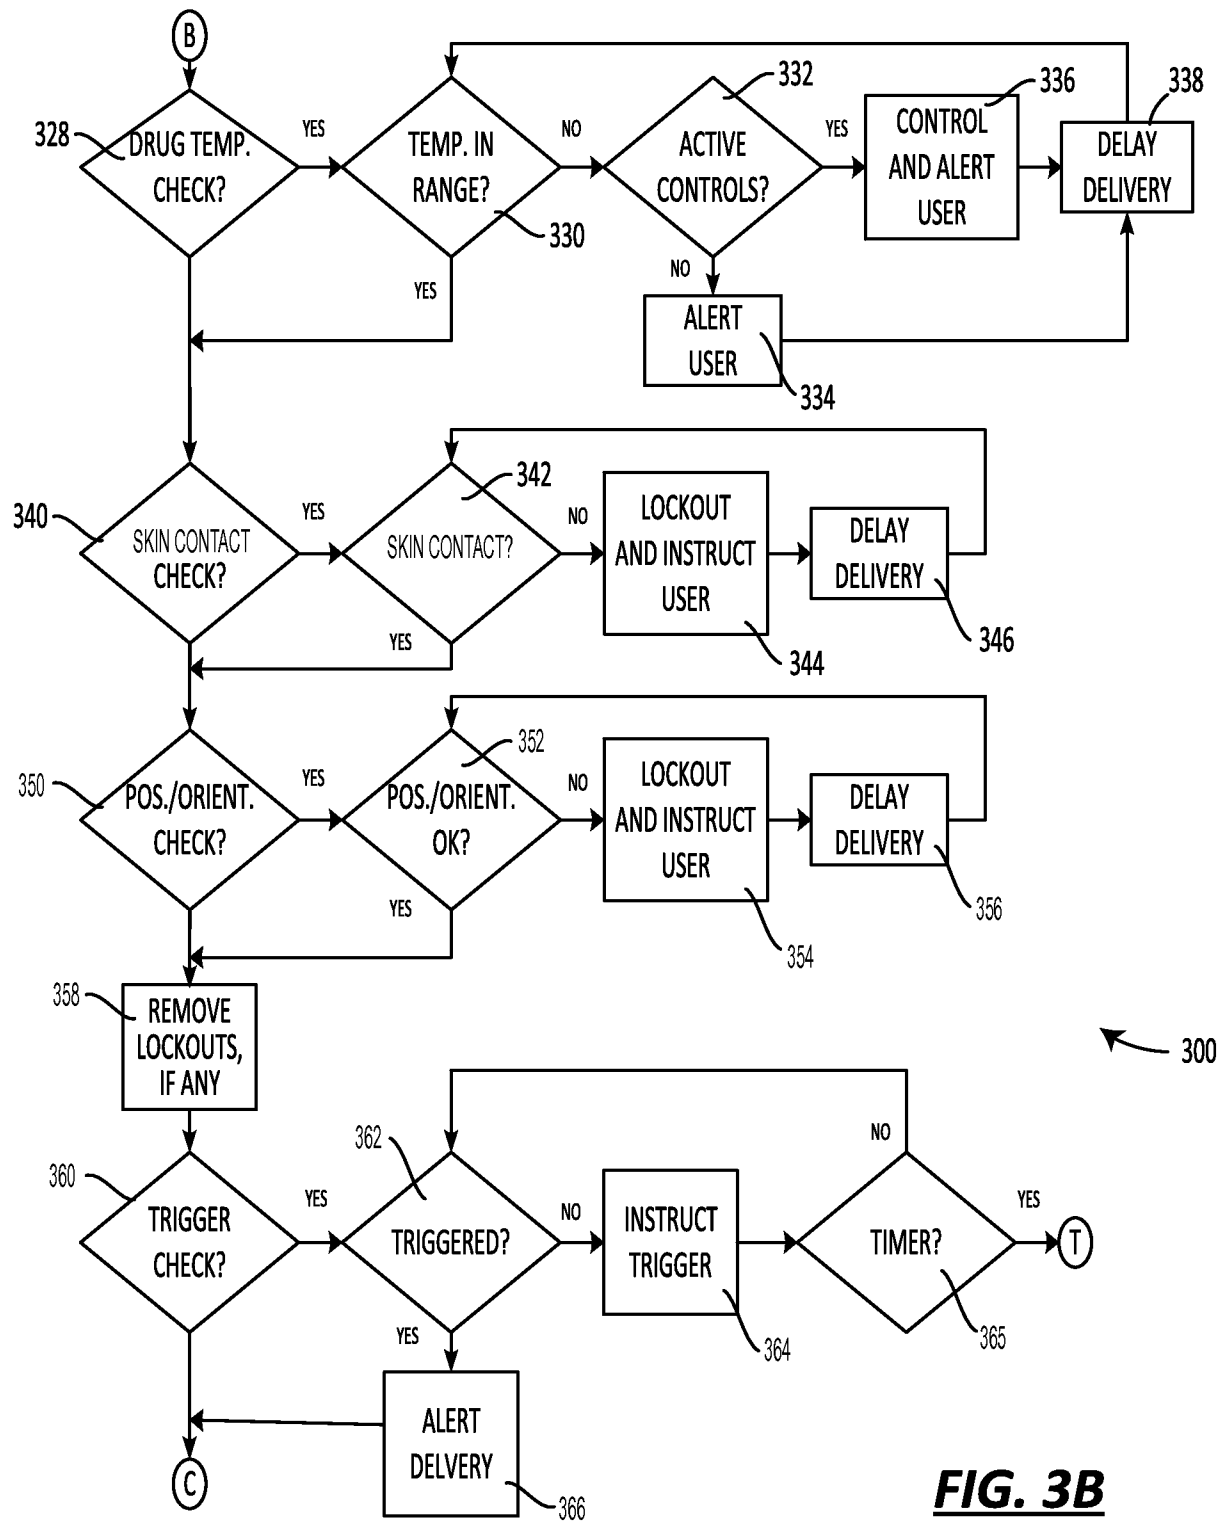 B
328
DRUG TEMP.
CHECK?
YES
TEMP. IN
RANGE?
330
YES
NO
332
ACTIVE
CONTROLS?
YES
NO
336
CONTROL
AND ALERT
USER
338
DELAY
DELIVERY
ALERT
USER
334
340
SKIN CONTACT
CHECK?
YES
342
SKIN CONTACT?
YES
NO
LOCKOUT
AND INSTRUCT
USER
344
DELAY
DELIVERY
346
350
POS./ORIENT.
CHECK?
YES
352
POS./ORIENT.
OK?
YES
NO
LOCKOUT
AND INSTRUCT
USER
354
DELAY
DELIVERY
356
358
REMOVE
LOCKOUTS,
IF ANY
300
360
TRIGGER
CHECK?
YES
362
TRIGGERED?
YES
NO
INSTRUCT
TRIGGER
364
NO
TIMER?
365
YES
T
ALERT
DELVERY
366
C
FIG. 3B